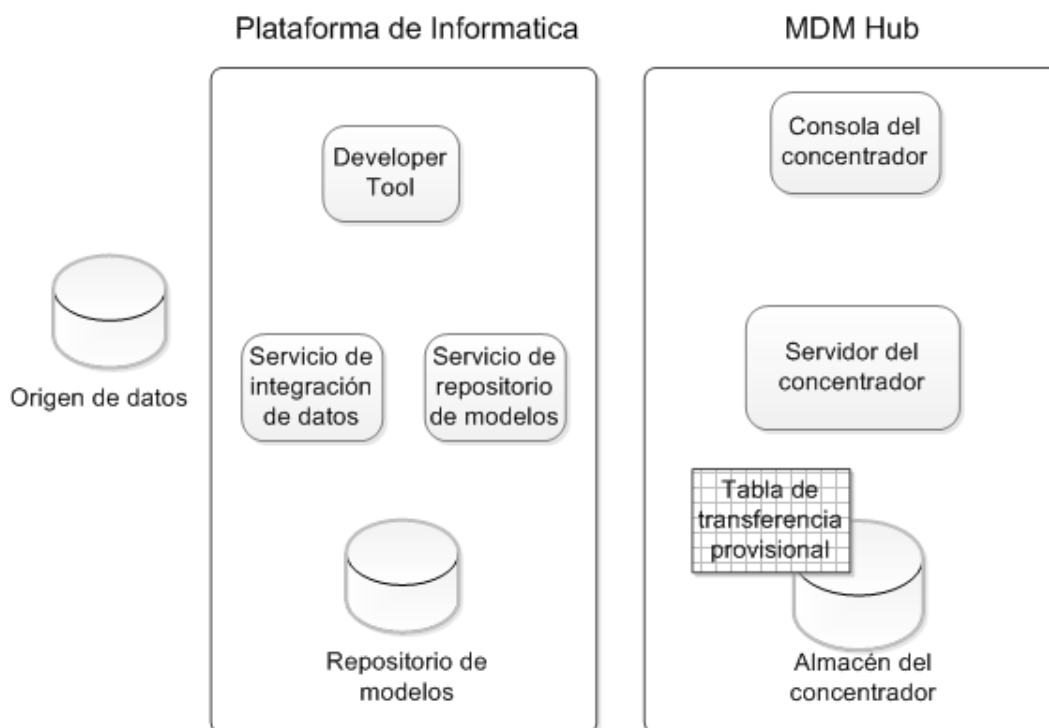 Plataforma de Informatica
MDM Hub
Developer
Tool
Consola del
concentrador
Origen de datos
Servicio de
integración
de datos
Servicio de
repositorio
de modelos
Servidor del
concentrador
Tabla de
transferencia
provisional
Repositorio de
modelos
Almacén del
concentrador